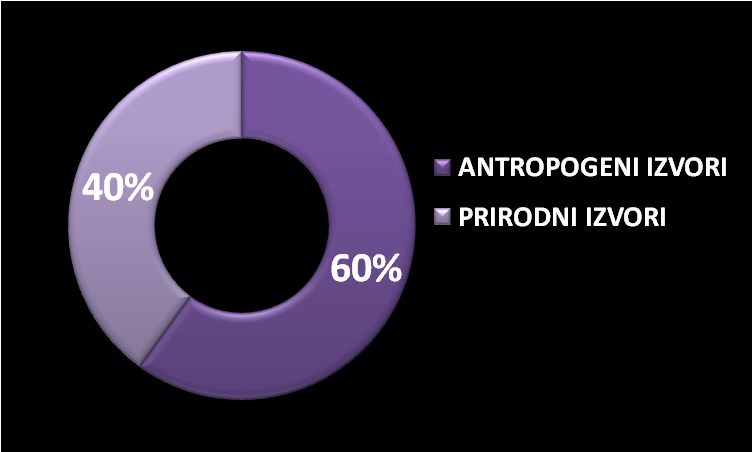 40%
60%
ANTROPOGENI IZVORI
PRIRODNI IZVORI